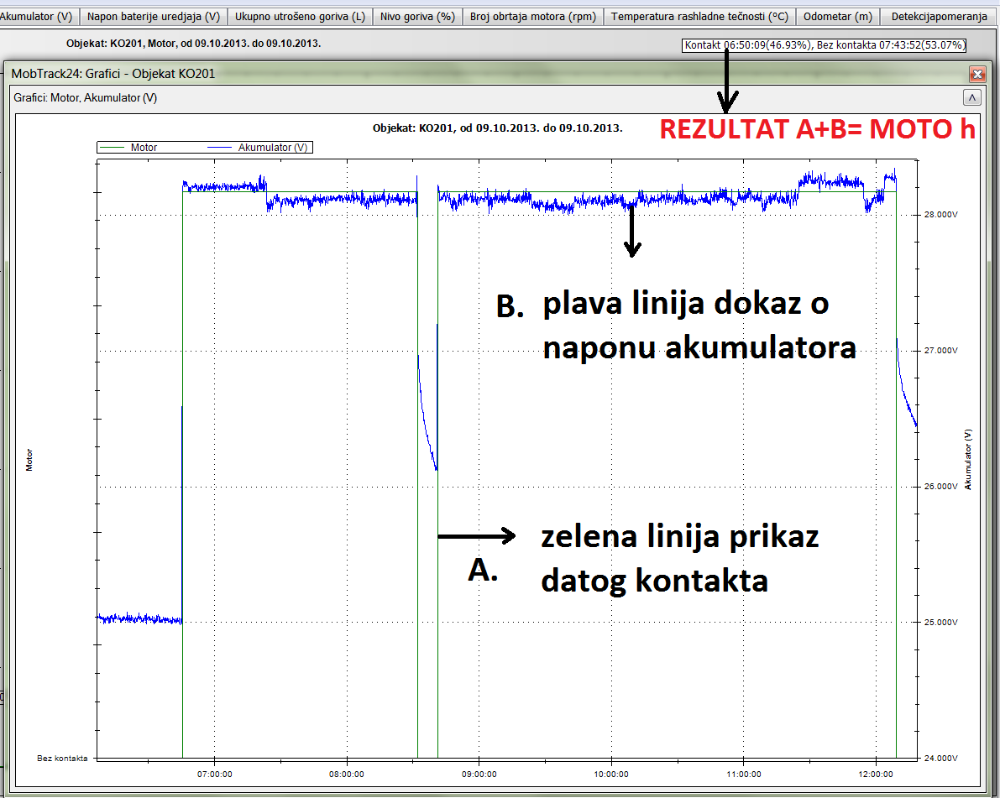 Akumulator (V) Napon baterije uredjaja (V) Ukupno utrošeno goriva (L) Nivo goriva (%) Broj obrtaja motora (rpm) Temperatura rashladne tečnosti (ºC) Odometar (m) Detekcijapomeranja
Objekat: KO201, Motor, od 09.10.2013. do 09.10.2013.
Kontakt 06:50:09(46.93%), Bez kontakta 07:43:52(53.07%)
MobTrack24: Grafici - Objekat KO201
Grafici: Motor, Akumulator (V)
Objekat: KO201, od 09.10.2013. do 09.10.2013.
REZULTAT A+B= MOTO h
Motor Akumulator (V)
28.000V
B. plava linija dokaz o
naponu akumulatora
27.000V
Motor
Akumulator (V)
26.000V
zelena linija prikaz
A. datog kontakta
25.000V
Bez kontakta
24.000V
07:00:00 08:00:00 09:00:00 10:00:00 11:00:00 12:00:00